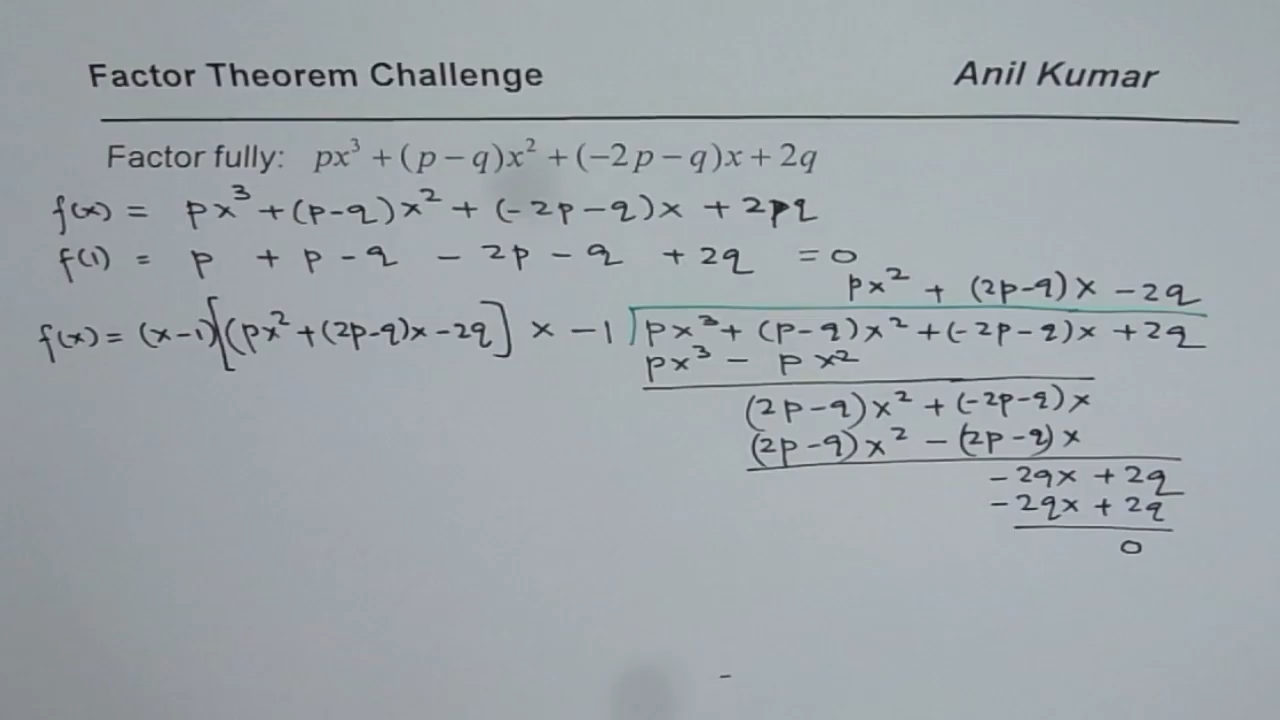 Factor Theorem Challenge Anil Kumar
Factor fully: px³ + (p − q)x² + (−2p − q)x + 2q
f(x) = px³ + (p-q)x² + (-2p-q)x + 2pq
f(1) = p + p - q - 2p - q + 2q = 0
px² + (2p-q)x - 2q
f(x) = (x-1)[(px² + (2p-q)x - 2q] x - 1 px³ + (p-q)x² + (-2p-q)x + 2q
px³ - px²
(2p-q)x² + (-2p-q)x
(2p-q)x² - (2p-q)x
- 2qx + 2q
- 2qx + 2q
0